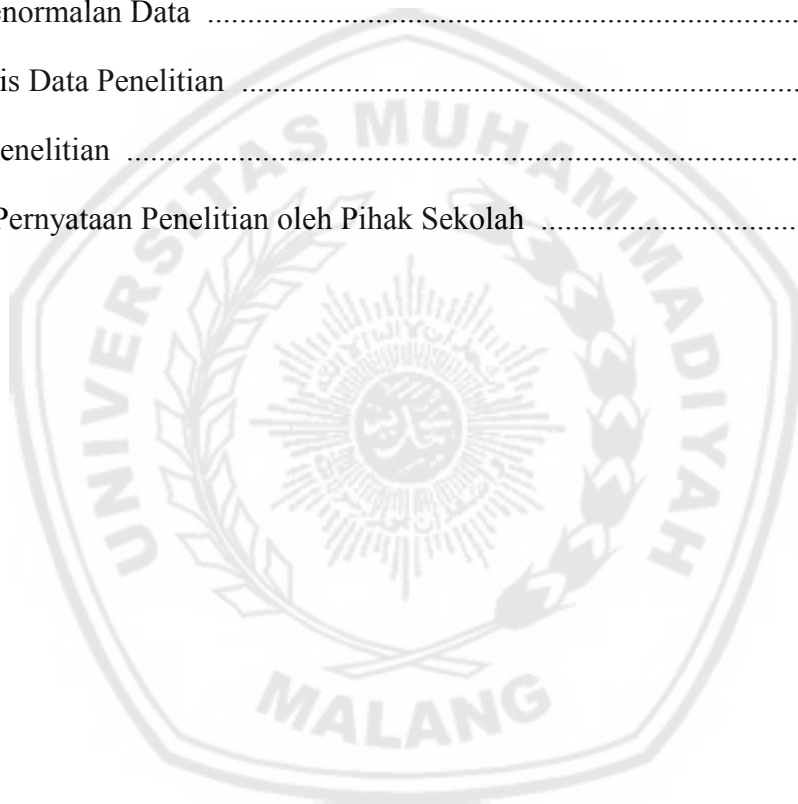 enormalan Data ..........................................................................
is Data Penelitian ......................................................................
enelitian ....................................................................................
Pernyataan Penelitian oleh Pihak Sekolah ................................
UNIVERSITAS MUHAMMADIYAH
MALANG